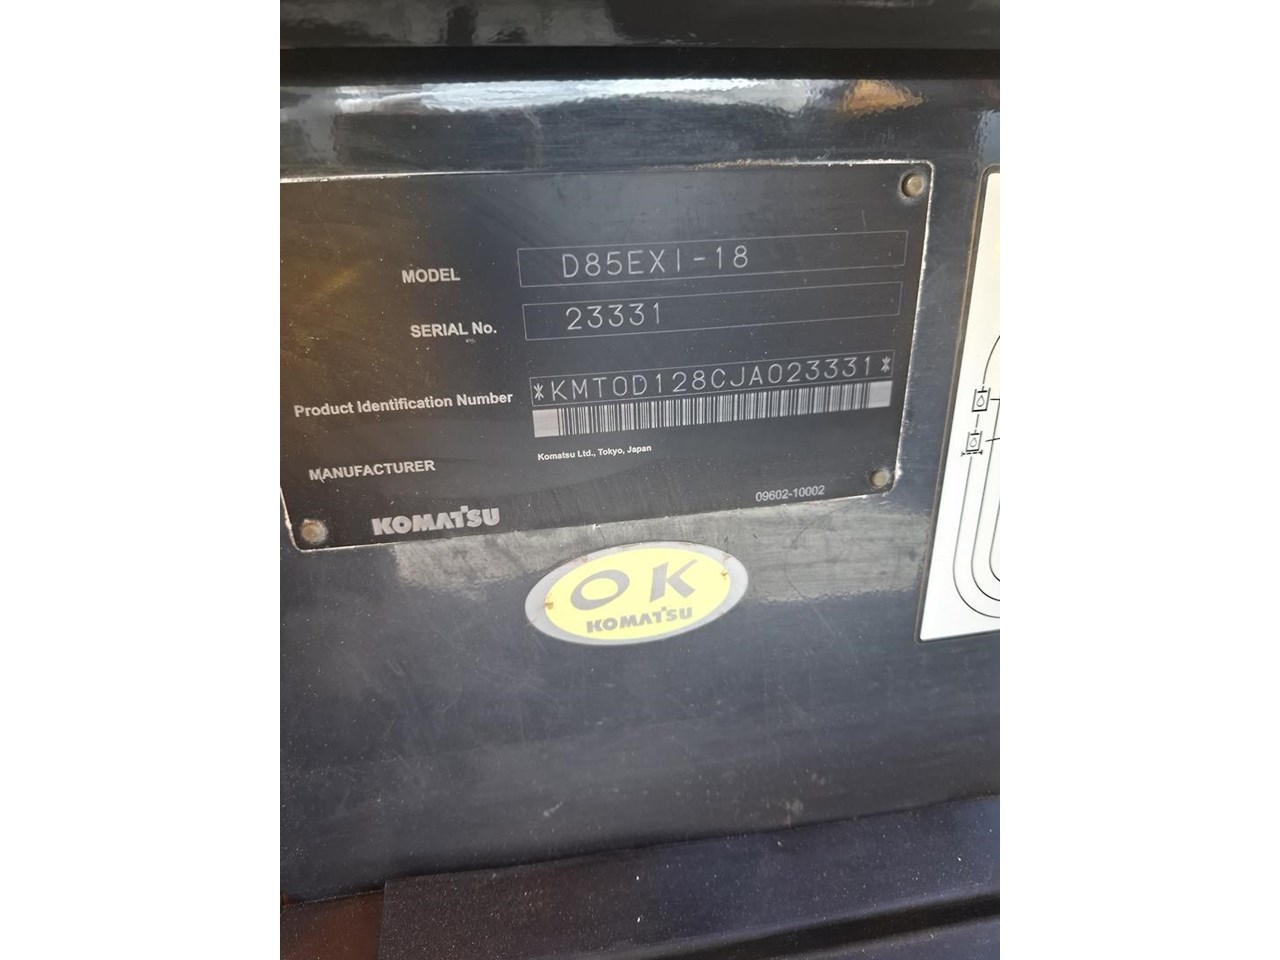 MODEL D85EXI-18
SERIAL No. 23331
Product Identification Number *KMT0D128CJA023331*
MANUFACTURER Komatsu Ltd., Tokyo, Japan
KOMATSU 09602-10002
OK
KOMATSU